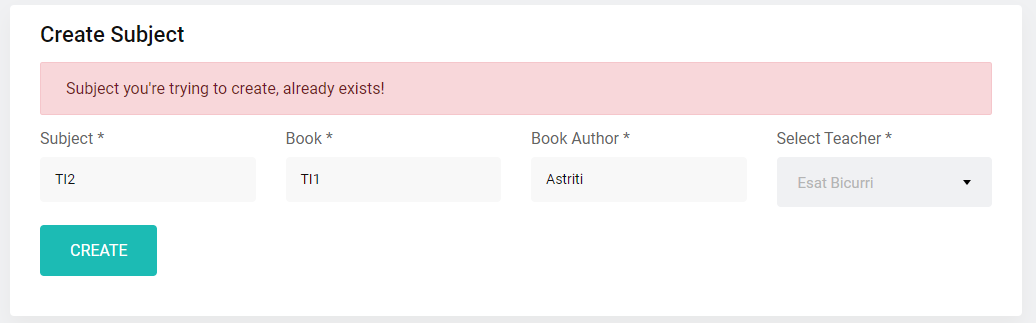 Create Subject
Subject you're trying to create, already exists!
Subject * Book * Book Author * Select Teacher *
TI2 TI1 Astriti Esat Bicurri
CREATE